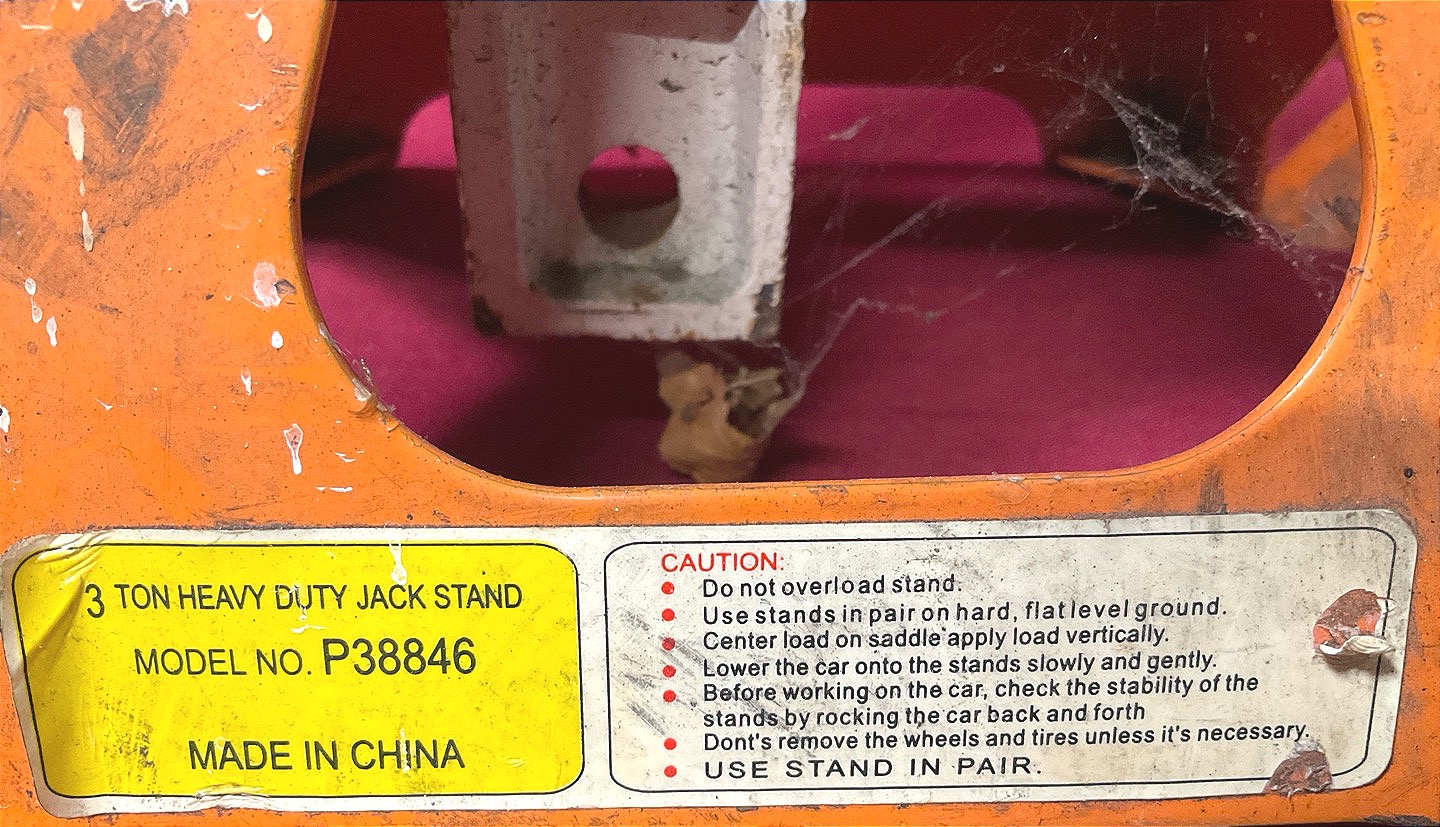 3 TON HEAVY DUTY JACK STAND
MODEL NO. P38846
MADE IN CHINA
CAUTION:
Do not overload stand.
Use stands in pair on hard, flat level ground.
Center load on saddle apply load vertically.
Lower the car onto the stands slowly and gently.
Before working on the car, check the stability of the
stands by rocking the car back and forth
Dont's remove the wheels and tires unless it's necessary.
USE STAND IN PAIR.